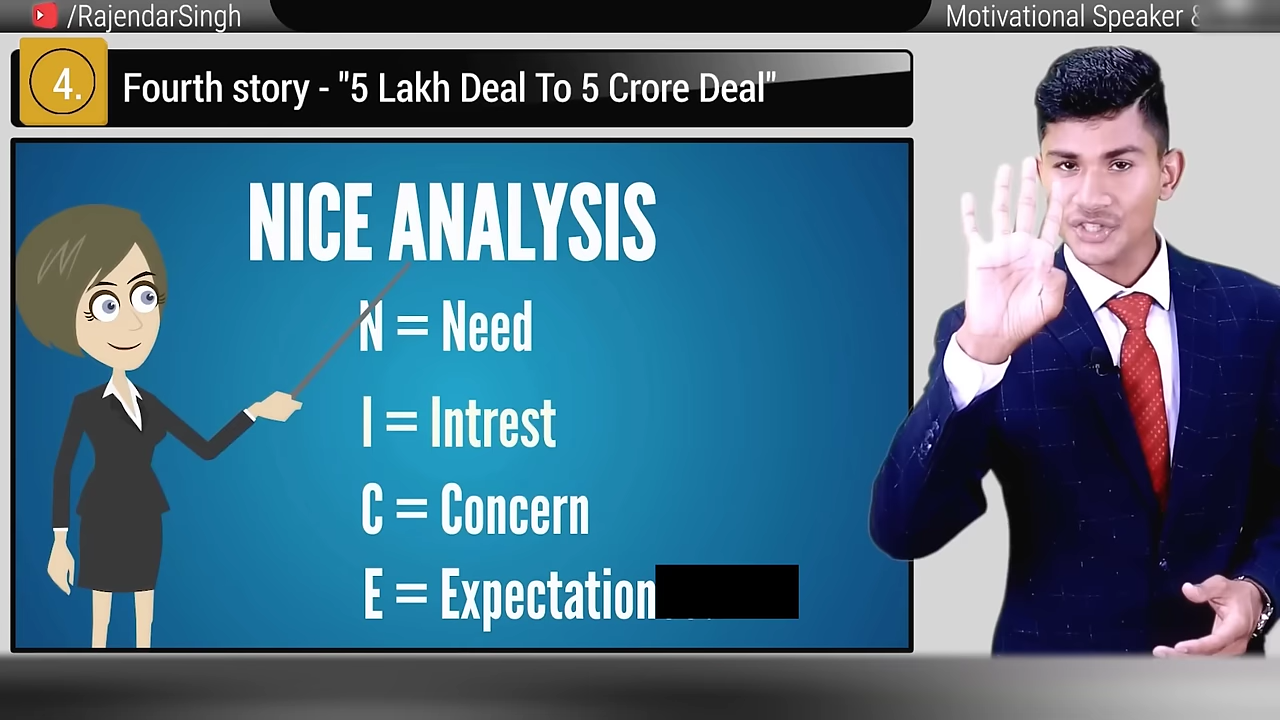 /RajendarSingh
Motivational Speaker &
4.
Fourth story - "5 Lakh Deal To 5 Crore Deal"
NICE ANALYSIS
N = Need
I = Intrest
C = Concern
E = Expectation